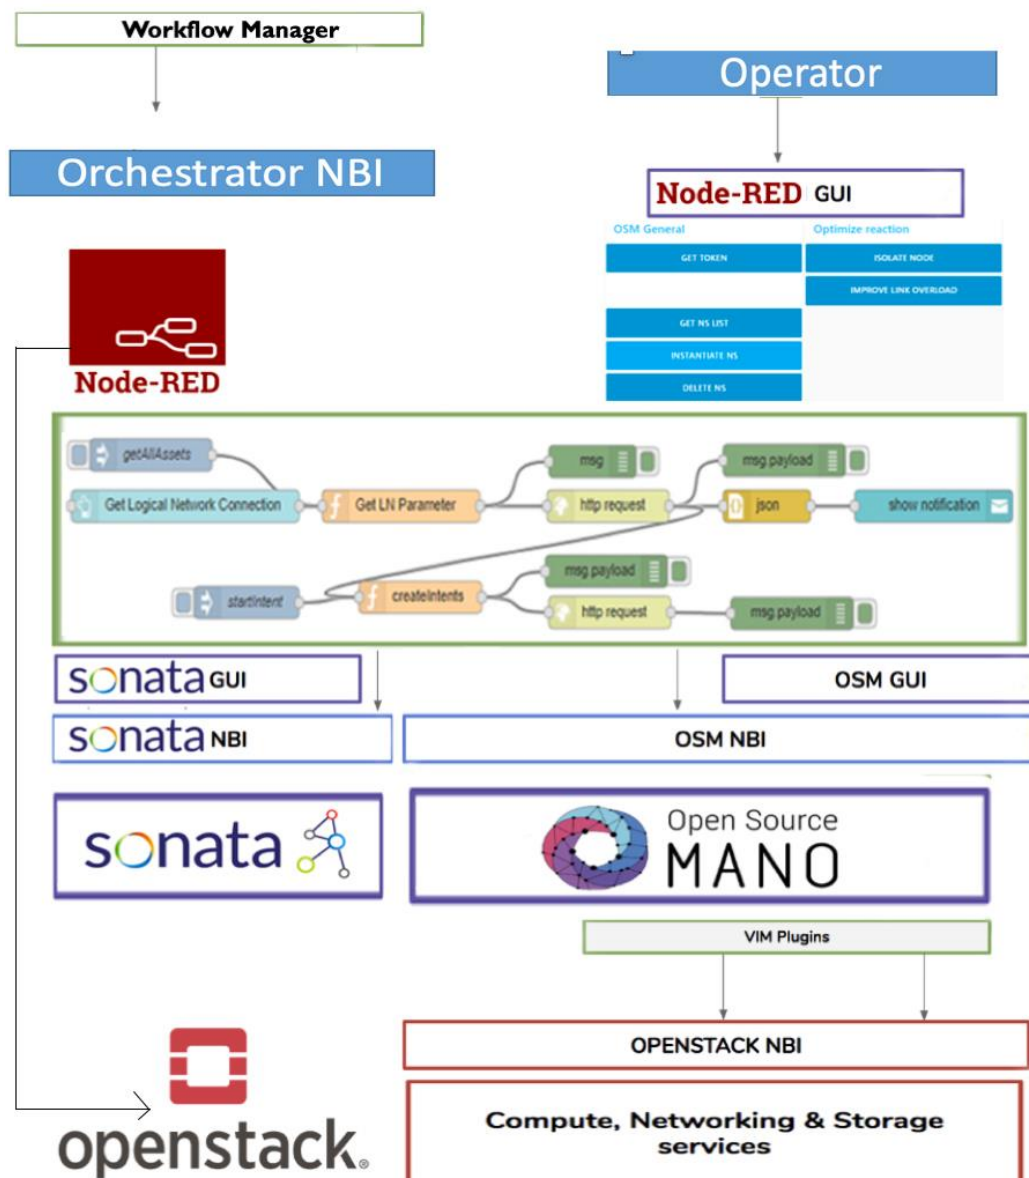 Workflow Manager
Operator
Orchestrator NBI
Node-RED GUI
OSM General
Optimize reaction
GET TOKEN
ISOLATE NODE
IMPROVE LINK OVERLOAD
GET NS LIST
INSTANTIATE NS
DELETE NS
Node-RED
getAllAssets
msg
msg.payload
Get Logical Network Connection
Get LN Parameter
http request
json
show notification
msg.payload
startIntent
createIntents
http request
msg.payload
sonata GUI
OSM GUI
sonata NBI
OSM NBI
sonata
Open Source
MANO
VIM Plugins
OPENSTACK NBI
openstack.
Compute, Networking & Storage
services